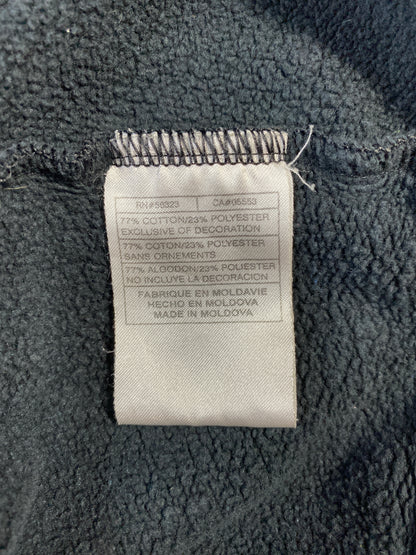 RN#56323 CA#05553
77% COTTON/23% POLYESTER
EXCLUSIVE OF DECORATION
77% COTON/23% POLYESTER
SANS ORNEMENTS
77% ALGODON/23% POLYESTER
NO INCLUYE LA DECORACION
FABRIQUE EN MOLDAVIE
HECHO EN MOLDOVA
MADE IN MOLDOVA